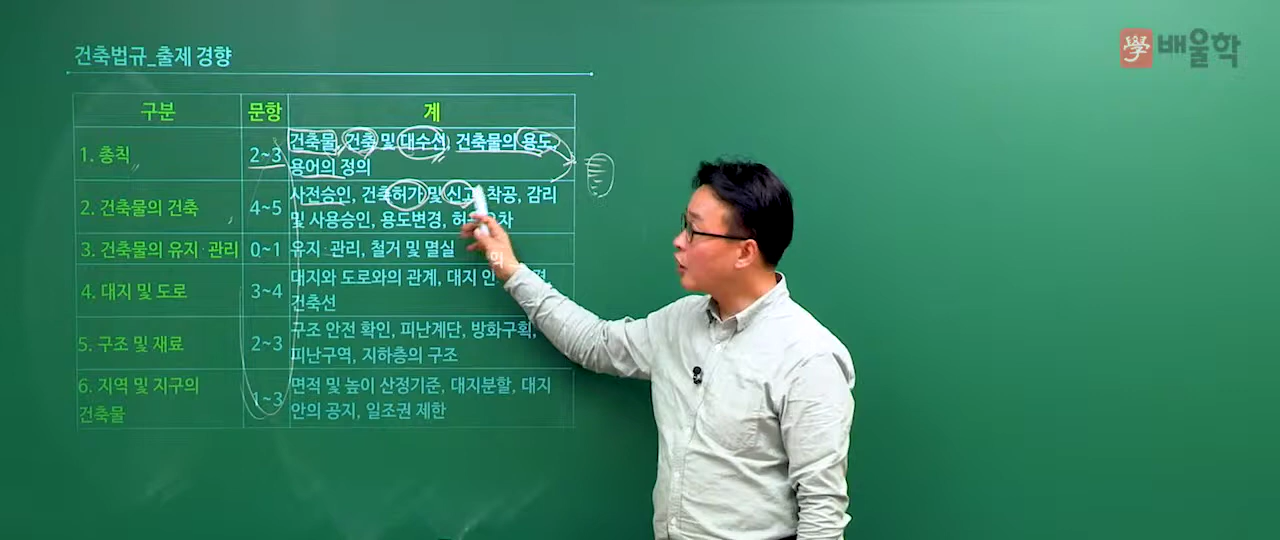 건축법규_출제 경향
學 배울학
구분 문항 계
1. 총칙 2~3 건축물, 건축 및 대수선, 건축물의 용도,
용어의 정의
2. 건축물의 건축 4~5 사전승인, 건축허가 및 신고, 착공, 감리
및 사용승인, 용도변경,
3. 건축물의 유지·관리 0~1 유지·관리, 철거 및 멸실
4. 대지 및 도로 3~4 대지와 도로와의 관계, 대지 안
건축선
5. 구조 및 재료 2~3 구조 안전 확인, 피난계단, 방화구획,
피난구역, 지하층의 구조
6. 지역 및 지구의
건축물 1~3 면적 및 높이 산정기준, 대지분할, 대지
안의 공지, 일조권 제한